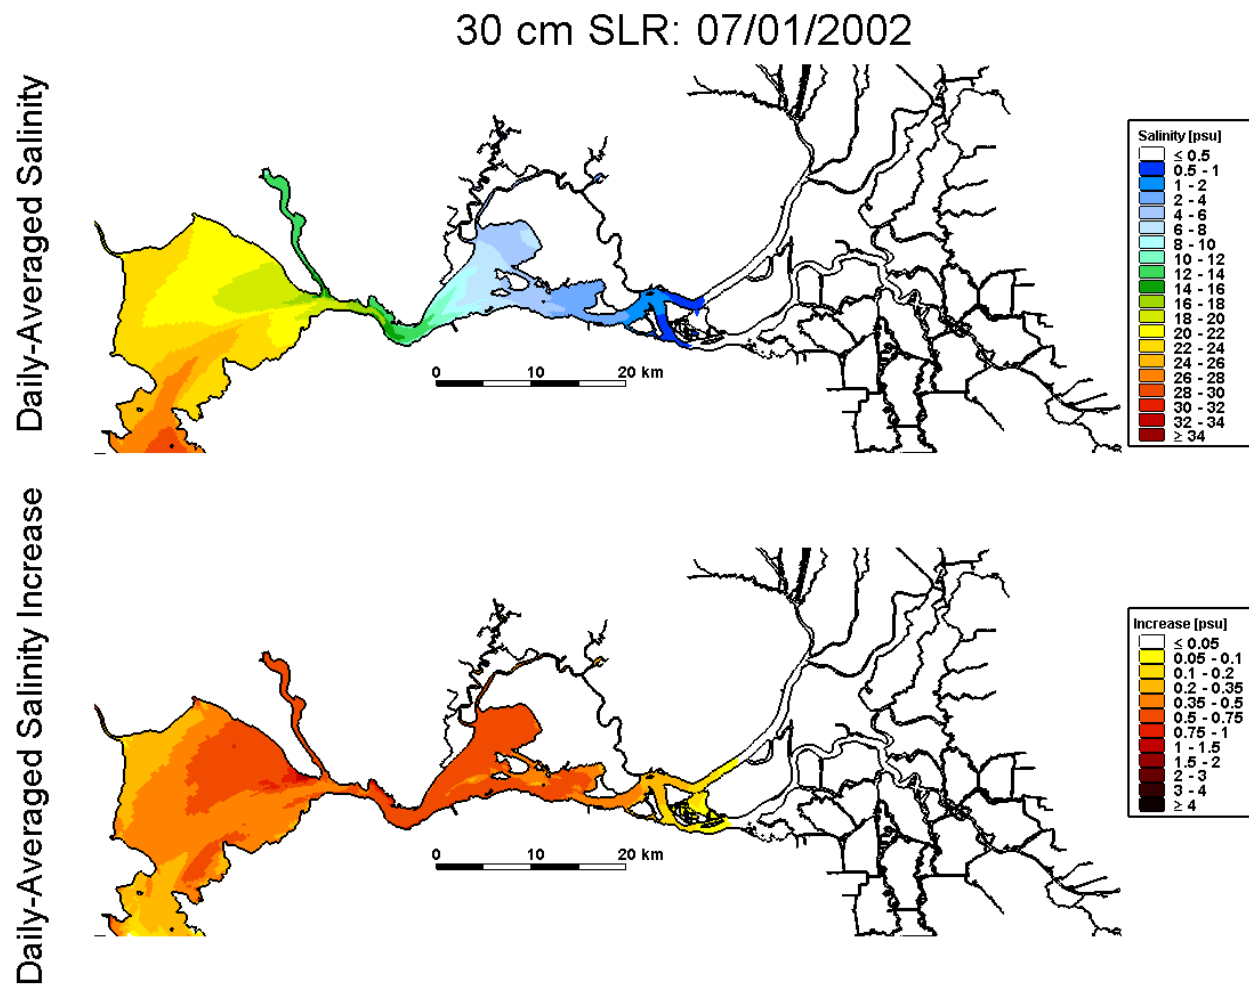 30 cm SLR: 07/01/2002
Daily-Averaged Salinity
Salinity [psu]
≤ 0.5
0.5 - 1
1 - 2
2 - 4
4 - 6
6 - 8
8 - 10
10 - 12
12 - 14
14 - 16
16 - 18
18 - 20
20 - 22
22 - 24
24 - 26
26 - 28
28 - 30
30 - 32
32 - 34
≥ 34
0 10 20 km
Daily-Averaged Salinity Increase
Increase [psu]
≤ 0.05
0.05 - 0.1
0.1 - 0.2
0.2 - 0.35
0.35 - 0.5
0.5 - 0.75
0.75 - 1
1 - 1.5
1.5 - 2
2 - 3
3 - 4
≥ 4
0 10 20 km